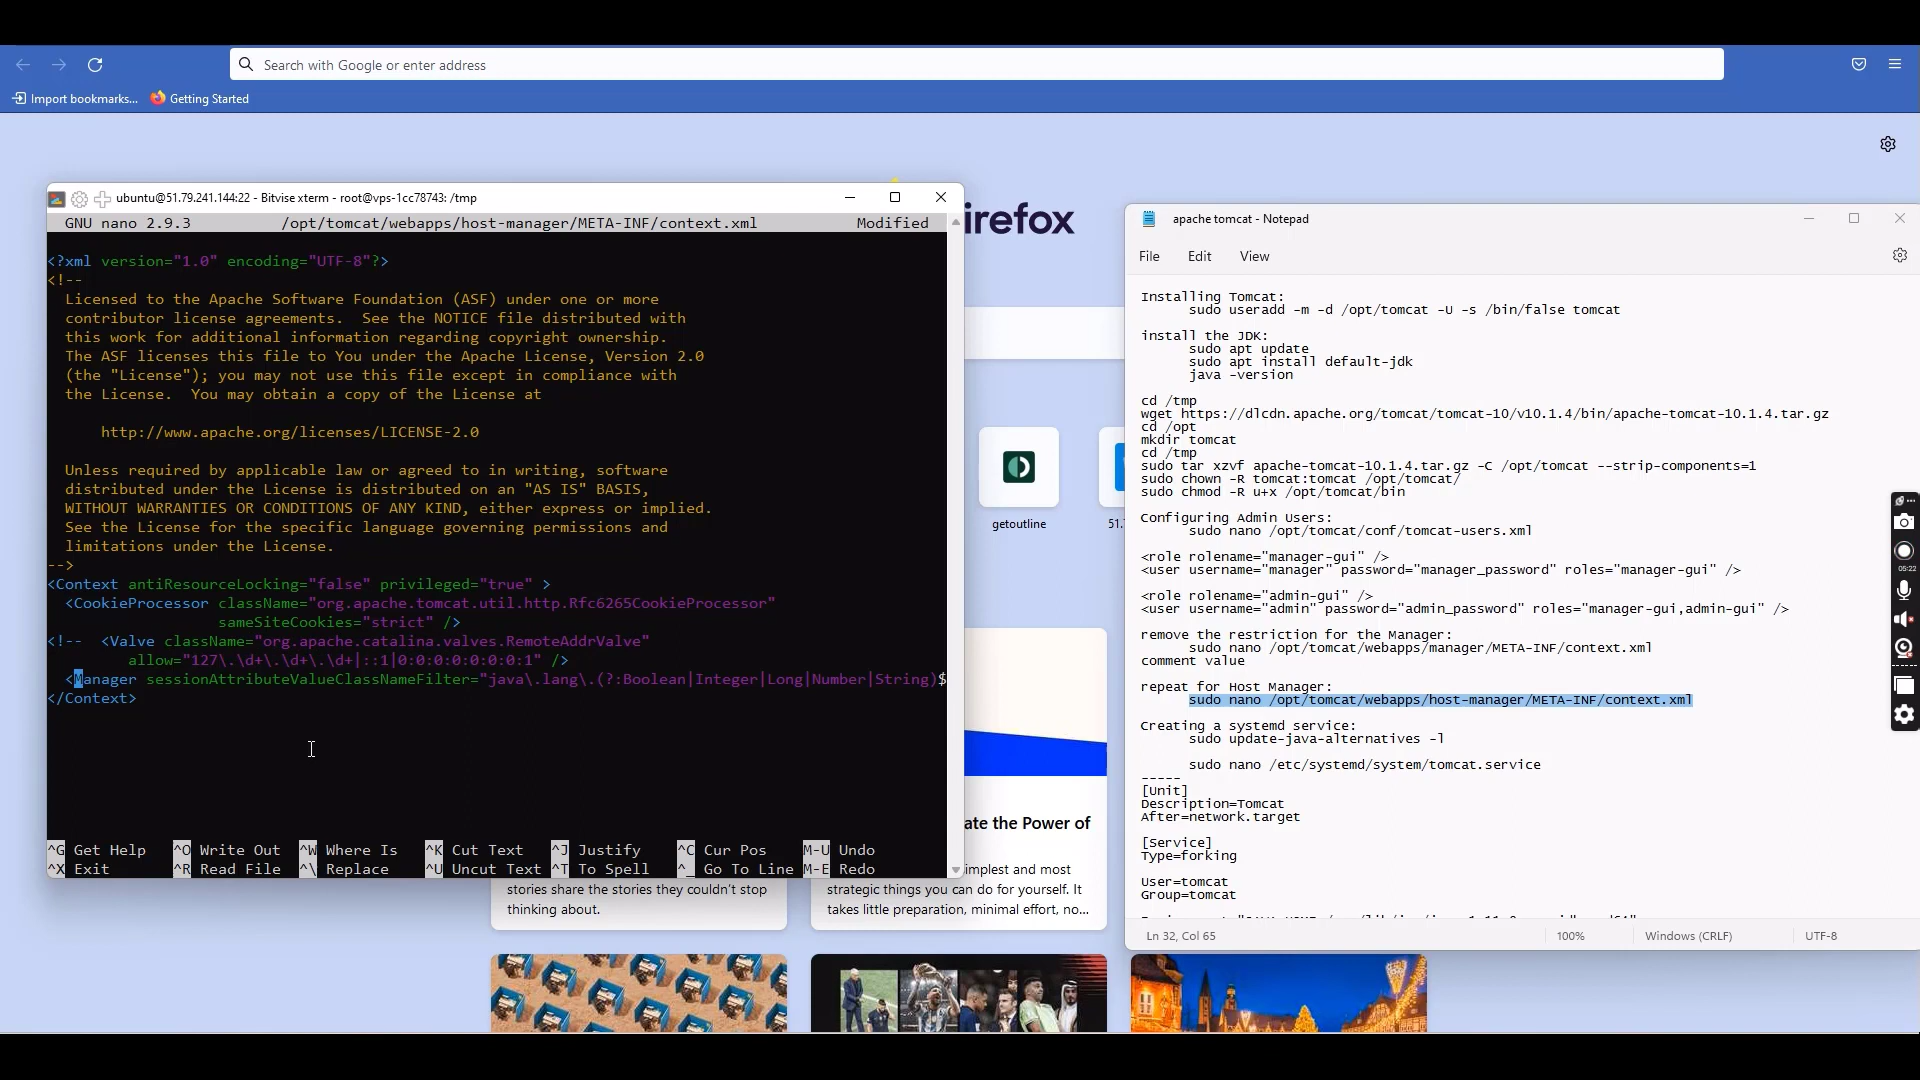 Search with Google or enter address
Import bookmarks...
Getting Started
irefox
ubuntu@51.79.241.144:22 - Bitvise xterm - root@vps-1cc78743: /tmp
GNU nano 2.9.3 /opt/tomcat/webapps/host-manager/META-INF/context.xml Modified
<?xml version="1.0" encoding="UTF-8"?>
<!--
Licensed to the Apache Software Foundation (ASF) under one or more
contributor license agreements.  See the NOTICE file distributed with
this work for additional information regarding copyright ownership.
The ASF licenses this file to You under the Apache License, Version 2.0
(the "License"); you may not use this file except in compliance with
the License.  You may obtain a copy of the License at
http://www.apache.org/licenses/LICENSE-2.0
Unless required by applicable law or agreed to in writing, software
distributed under the License is distributed on an "AS IS" BASIS,
WITHOUT WARRANTIES OR CONDITIONS OF ANY KIND, either express or implied.
See the License for the specific language governing permissions and
limitations under the License.
-->
<Context antiResourceLocking="false" privileged="true" >
<CookieProcessor className="org.apache.tomcat.util.http.Rfc6265CookieProcessor"
sameSiteCookies="strict" />
<!--  <Valve className="org.apache.catalina.valves.RemoteAddrValve"
allow="127\.\d+\.\d+\.\d+|::1|0:0:0:0:0:0:0:1" />
<Manager sessionAttributeValueClassNameFilter="java\.lang\.(?:Boolean|Integer|Long|Number|String)$
</Context>
^G Get Help ^O Write Out ^W Where Is ^K Cut Text ^J Justify ^C Cur Pos M-U Undo
^X Exit ^R Read File ^\ Replace ^U Uncut Text ^T To Spell ^_ Go To Line M-E Redo
getoutline
51.
stories share the stories they couldn't stop
thinking about.
ate the Power of
implest and most
strategic things you can do for yourself. It
takes little preparation, minimal effort, no...
apache tomcat - Notepad
File Edit View
Installing Tomcat:
sudo useradd -m -d /opt/tomcat -U -s /bin/false tomcat
install the JDK:
sudo apt update
sudo apt install default-jdk
java -version
cd /tmp
wget https://dlcdn.apache.org/tomcat/tomcat-10/v10.1.4/bin/apache-tomcat-10.1.4.tar.gz
cd /opt
mkdir tomcat
cd /tmp
sudo tar xzvf apache-tomcat-10.1.4.tar.gz -C /opt/tomcat --strip-components=1
sudo chown -R tomcat:tomcat /opt/tomcat/
sudo chmod -R u+x /opt/tomcat/bin
Configuring Admin Users:
sudo nano /opt/tomcat/conf/tomcat-users.xml
<role rolename="manager-gui" />
<user username="manager" password="manager_password" roles="manager-gui" />
<role rolename="admin-gui" />
<user username="admin" password="admin_password" roles="manager-gui,admin-gui" />
remove the restriction for the Manager:
sudo nano /opt/tomcat/webapps/manager/META-INF/context.xml
comment value
repeat for Host Manager:
sudo nano /opt/tomcat/webapps/host-manager/META-INF/context.xml
Creating a systemd service:
sudo update-java-alternatives -l
sudo nano /etc/systemd/system/tomcat.service
-----
[Unit]
Description=Tomcat
After=network.target
[Service]
Type=forking
User=tomcat
Group=tomcat
Ln 32, Col 65 100% Windows (CRLF) UTF-8
05:22